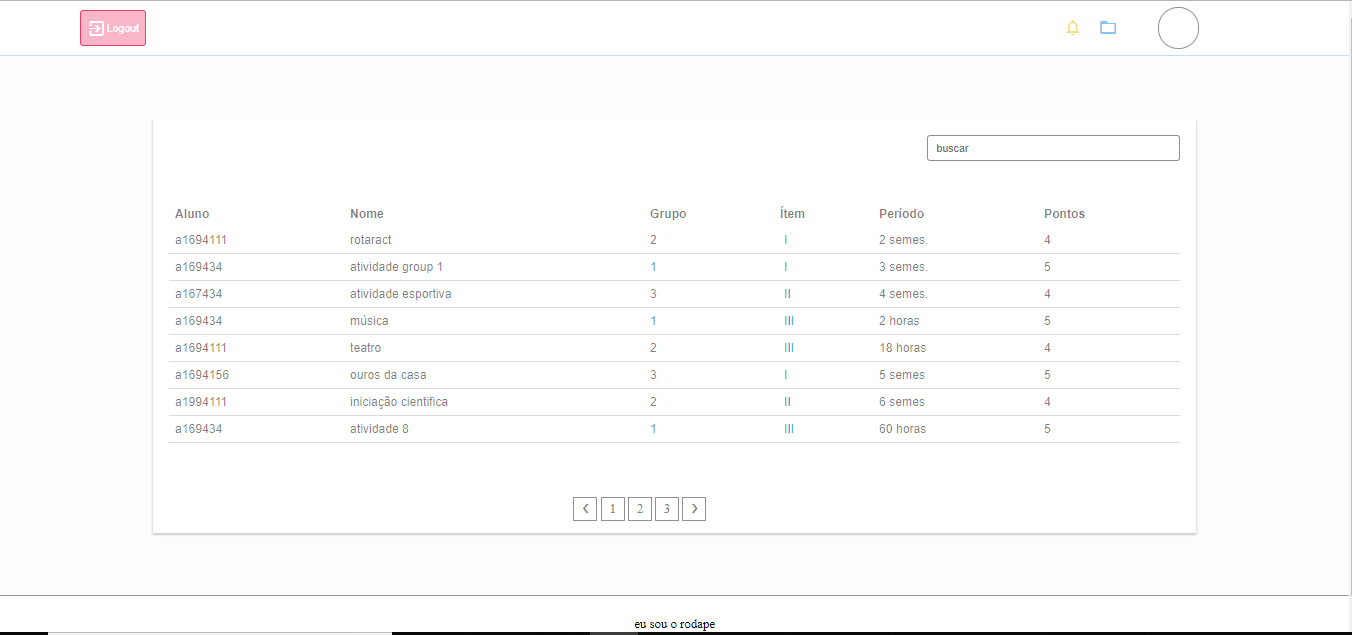 Logout
buscar
Aluno Nome Grupo Ítem Período Pontos
a1694111 rotaract 2 I 2 semes. 4
a169434 atividade group 1 1 I 3 semes. 5
a167434 atividade esportiva 3 II 4 semes. 4
a169434 música 1 III 2 horas 5
a1694111 teatro 2 III 18 horas 4
a1694156 ouros da casa 3 I 5 semes 5
a1994111 iniciação cientifica 2 II 6 semes 4
a169434 atividade 8 1 III 60 horas 5
‹ 1 2 3 ›
eu sou o rodape